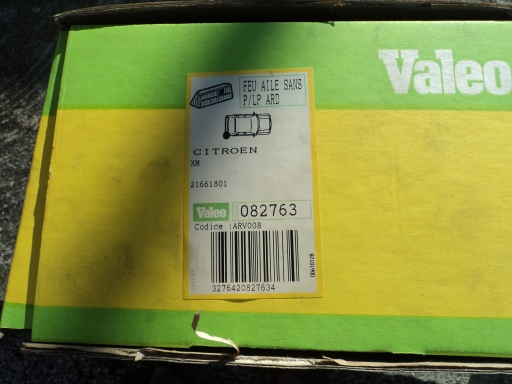 Valeo
FEU AILE SANS
P/LP ARD
CITROEN
XM
21661801
Valeo 082763
Codice :ARV008
3276420827634